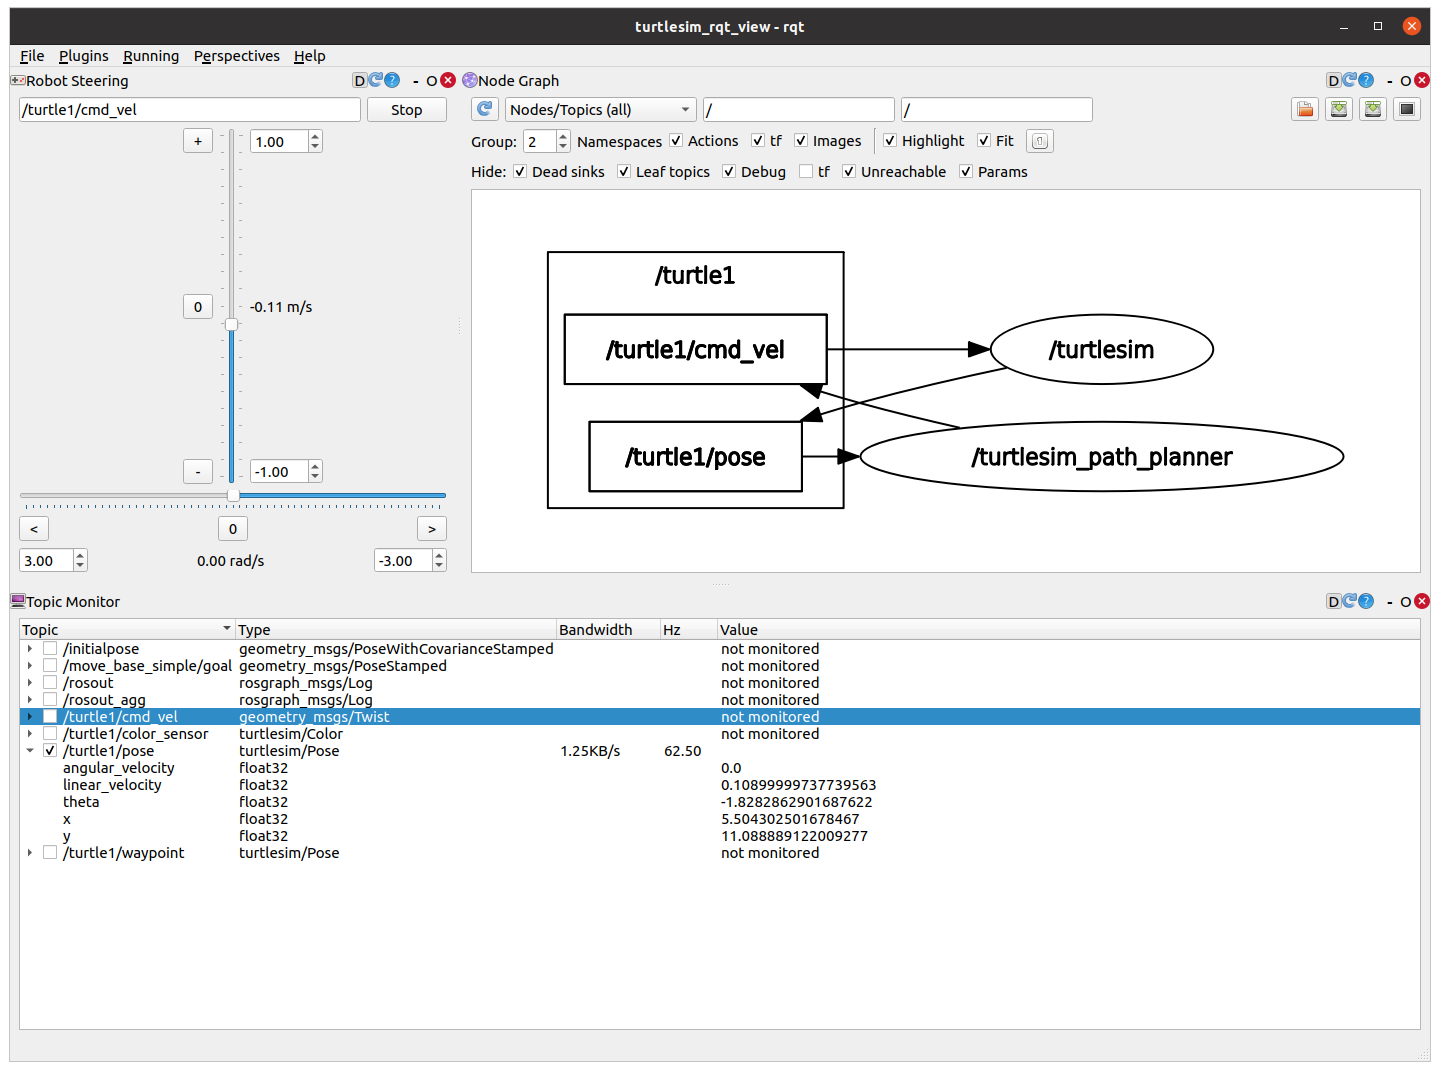 turtlesim_rqt_view - rqt
File Plugins Running Perspectives Help
Robot Steering
D ? - O
/turtle1/cmd_vel Stop
+ 1.00
0 -0.11 m/s
- -1.00
< 0 >
3.00 0.00 rad/s -3.00
Node Graph
D ? - O
Nodes/Topics (all) / /
Group: 2 Namespaces Actions tf Images Highlight Fit
Hide: Dead sinks Leaf topics Debug tf Unreachable Params
/turtle1
/turtle1/cmd_vel /turtlesim
/turtle1/pose /turtlesim_path_planner
Topic Monitor
D ? - O
Topic Type Bandwidth Hz Value
/initialpose geometry_msgs/PoseWithCovarianceStamped not monitored
/move_base_simple/goal geometry_msgs/PoseStamped not monitored
/rosout rosgraph_msgs/Log not monitored
/rosout_agg rosgraph_msgs/Log not monitored
/turtle1/cmd_vel geometry_msgs/Twist not monitored
/turtle1/color_sensor turtlesim/Color not monitored
/turtle1/pose turtlesim/Pose 1.25KB/s 62.50
angular_velocity float32 0.0
linear_velocity float32 0.10899999737739563
theta float32 -1.8282862901687622
x float32 5.504302501678467
y float32 11.088889122009277
/turtle1/waypoint turtlesim/Pose not monitored